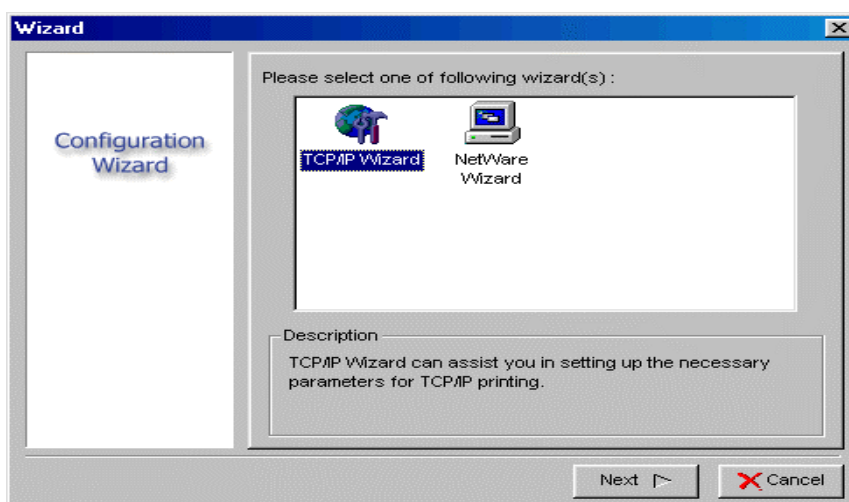 Wizard
Configuration
Wizard
Please select one of following wizard(s) :
TCP/IP Wizard
NetWare
Wizard
Description
TCP/IP Wizard can assist you in setting up the necessary
parameters for TCP/IP printing.
Next
Cancel